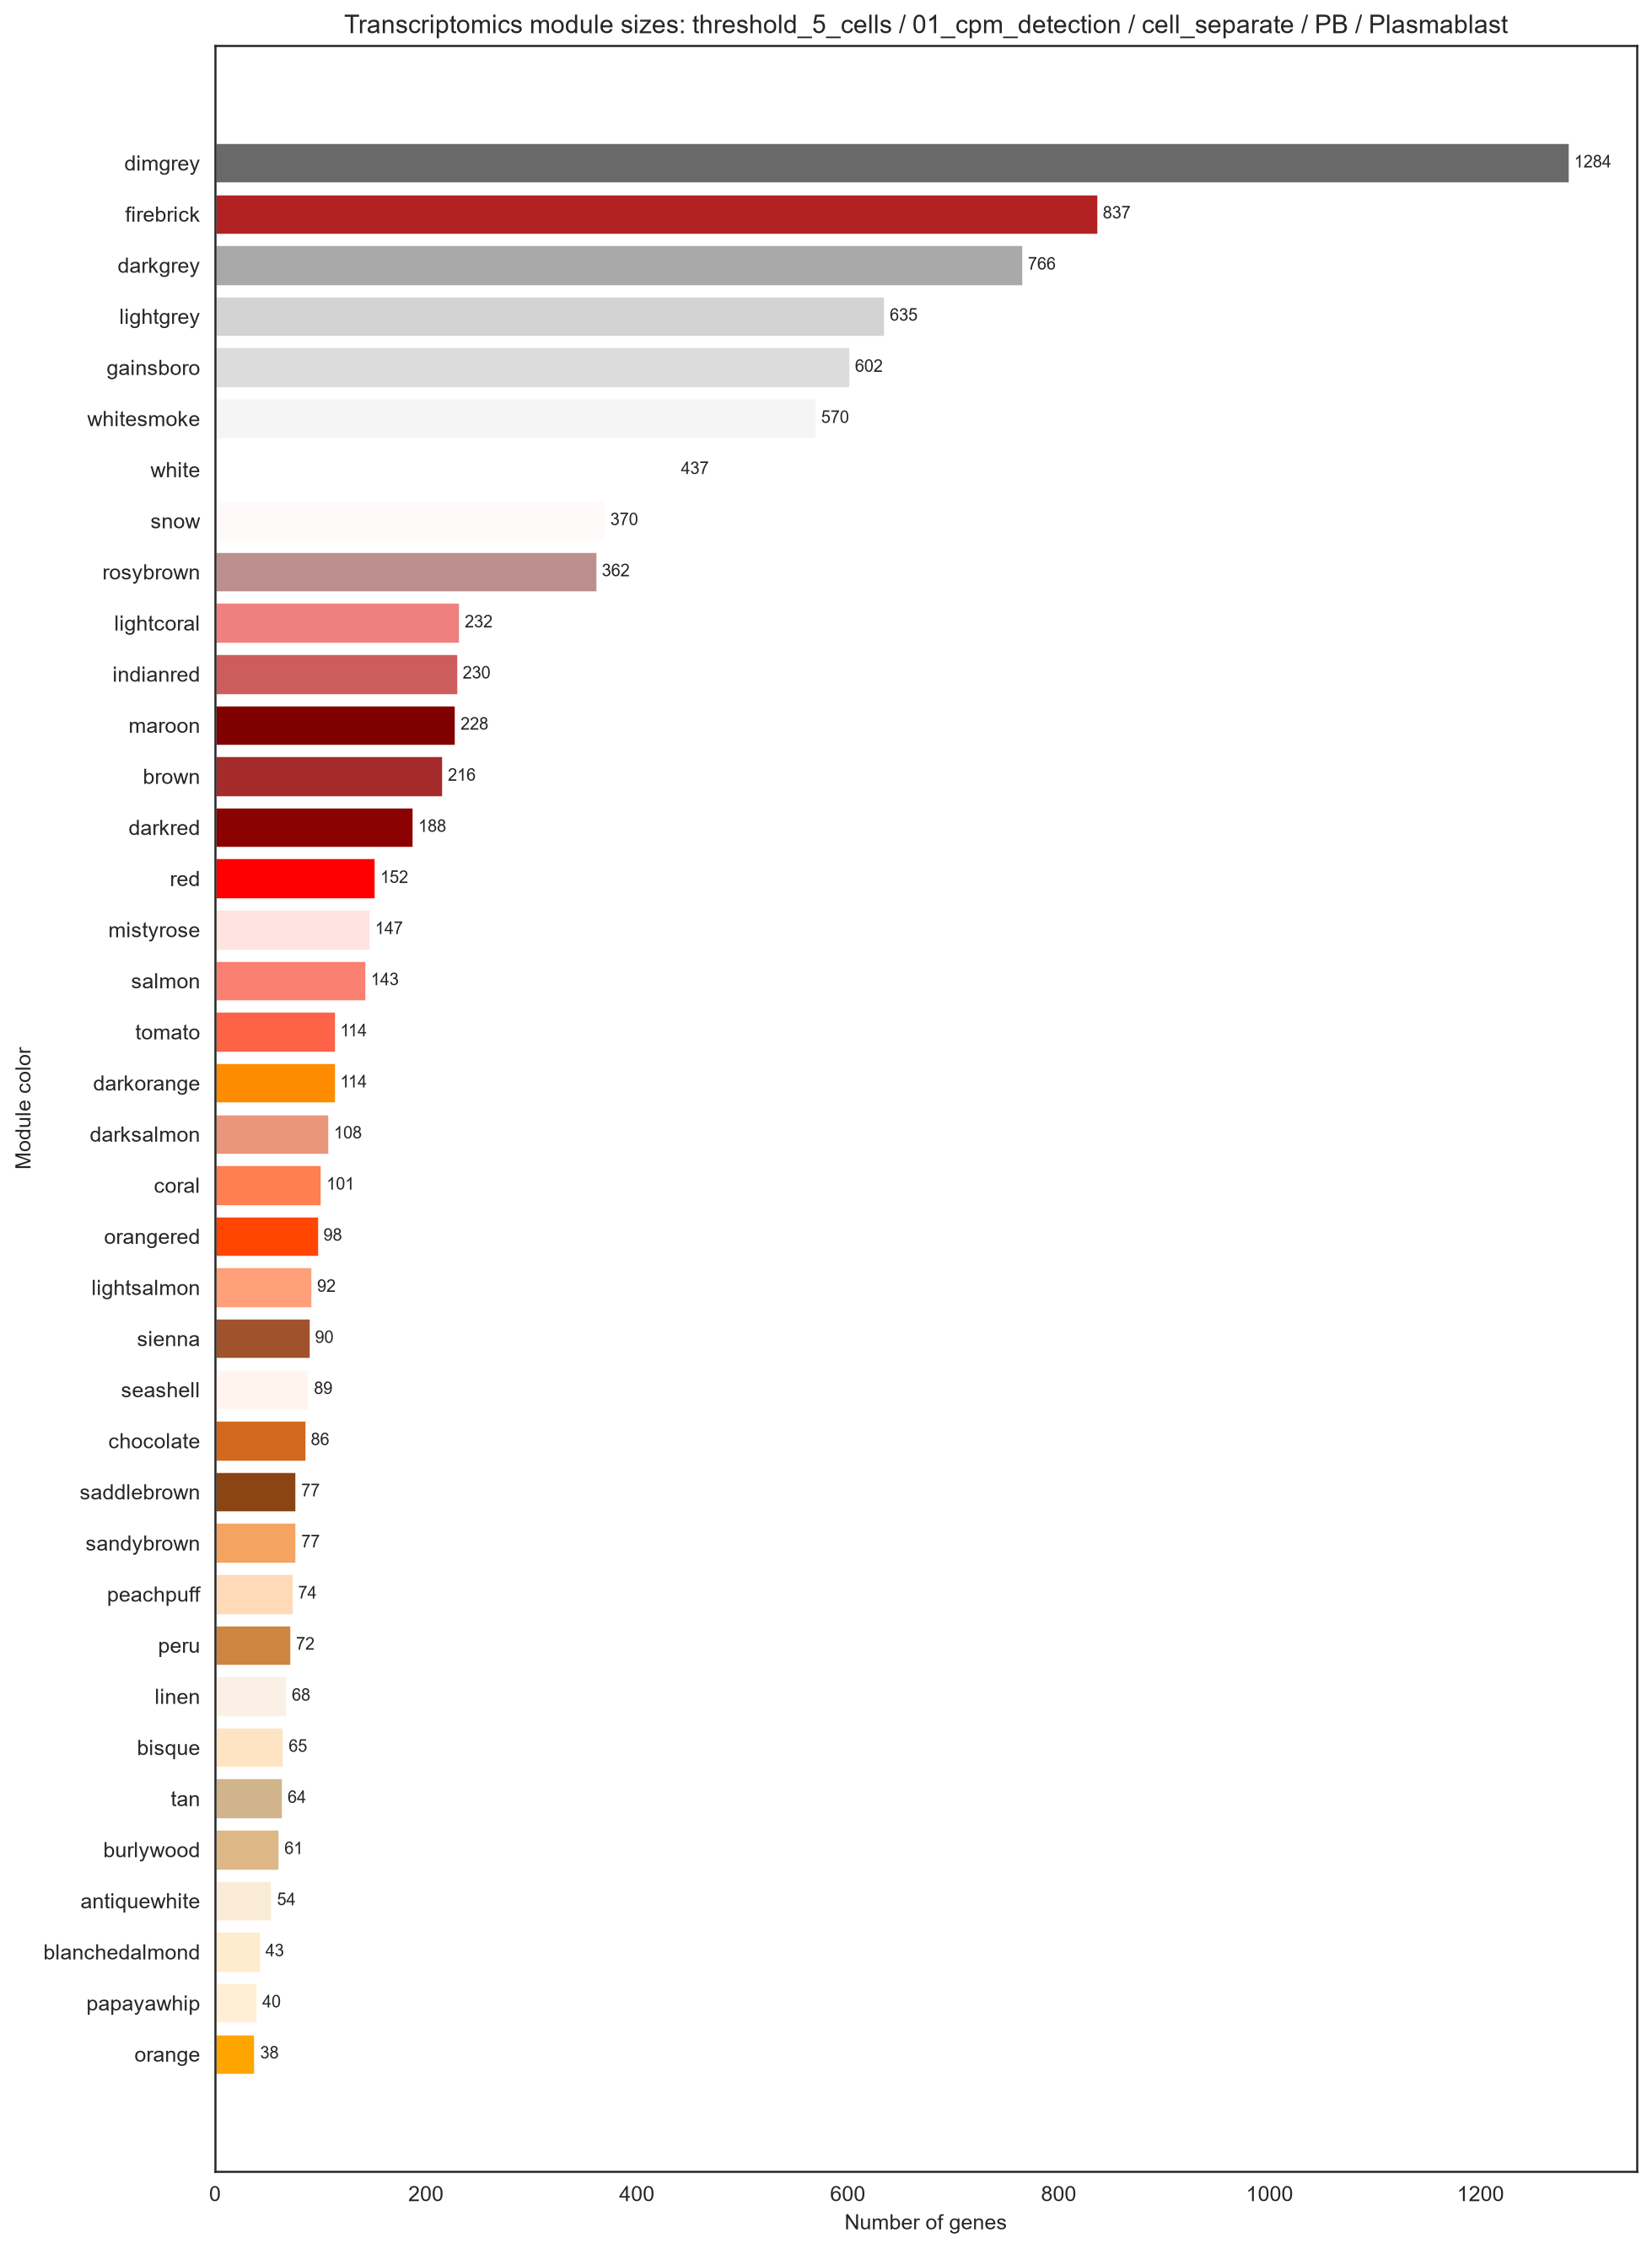 Transcriptomics module sizes: threshold_5_cells / 01_cpm_detection / cell_separate / PB / Plasmablast
dimgrey 1284
firebrick 837
darkgrey 766
lightgrey 635
gainsboro 602
whitesmoke 570
white 437
snow 370
rosybrown 362
lightcoral 232
indianred 230
maroon 228
brown 216
darkred 188
red 152
mistyrose 147
salmon 143
tomato 114
darkorange 114
darksalmon 108
coral 101
orangered 98
lightsalmon 92
sienna 90
seashell 89
chocolate 86
saddlebrown 77
sandybrown 77
peachpuff 74
peru 72
linen 68
bisque 65
tan 64
burlywood 61
antiquewhite 54
blanchedalmond 43
papayawhip 40
orange 38
Module color
0 200 400 600 800 1000 1200
Number of genes